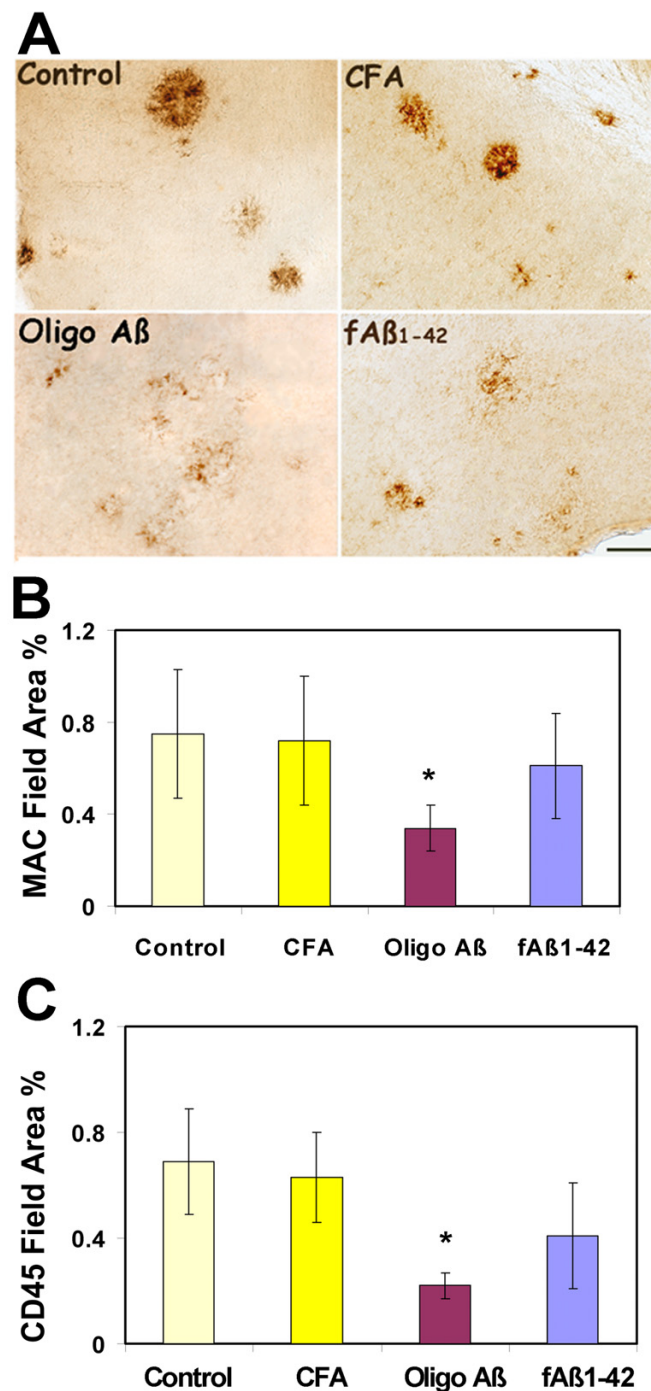 A
Control
CFA
Oligo Aß
fAß1-42
B
MAC Field Area %
1.2
0.8
0.4
0
*
Control
CFA
Oligo Aß
fAß1-42
C
CD45 Field Area %
1.2
0.8
0.4
0
*
Control
CFA
Oligo Aß
fAß1-42